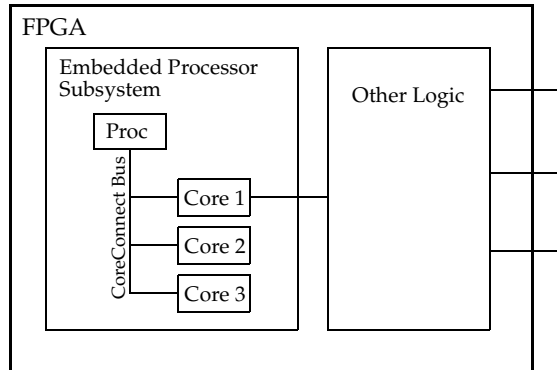 FPGA
Embedded Processor
Subsystem
Proc
CoreConnect Bus
Core 1
Core 2
Core 3
Other Logic